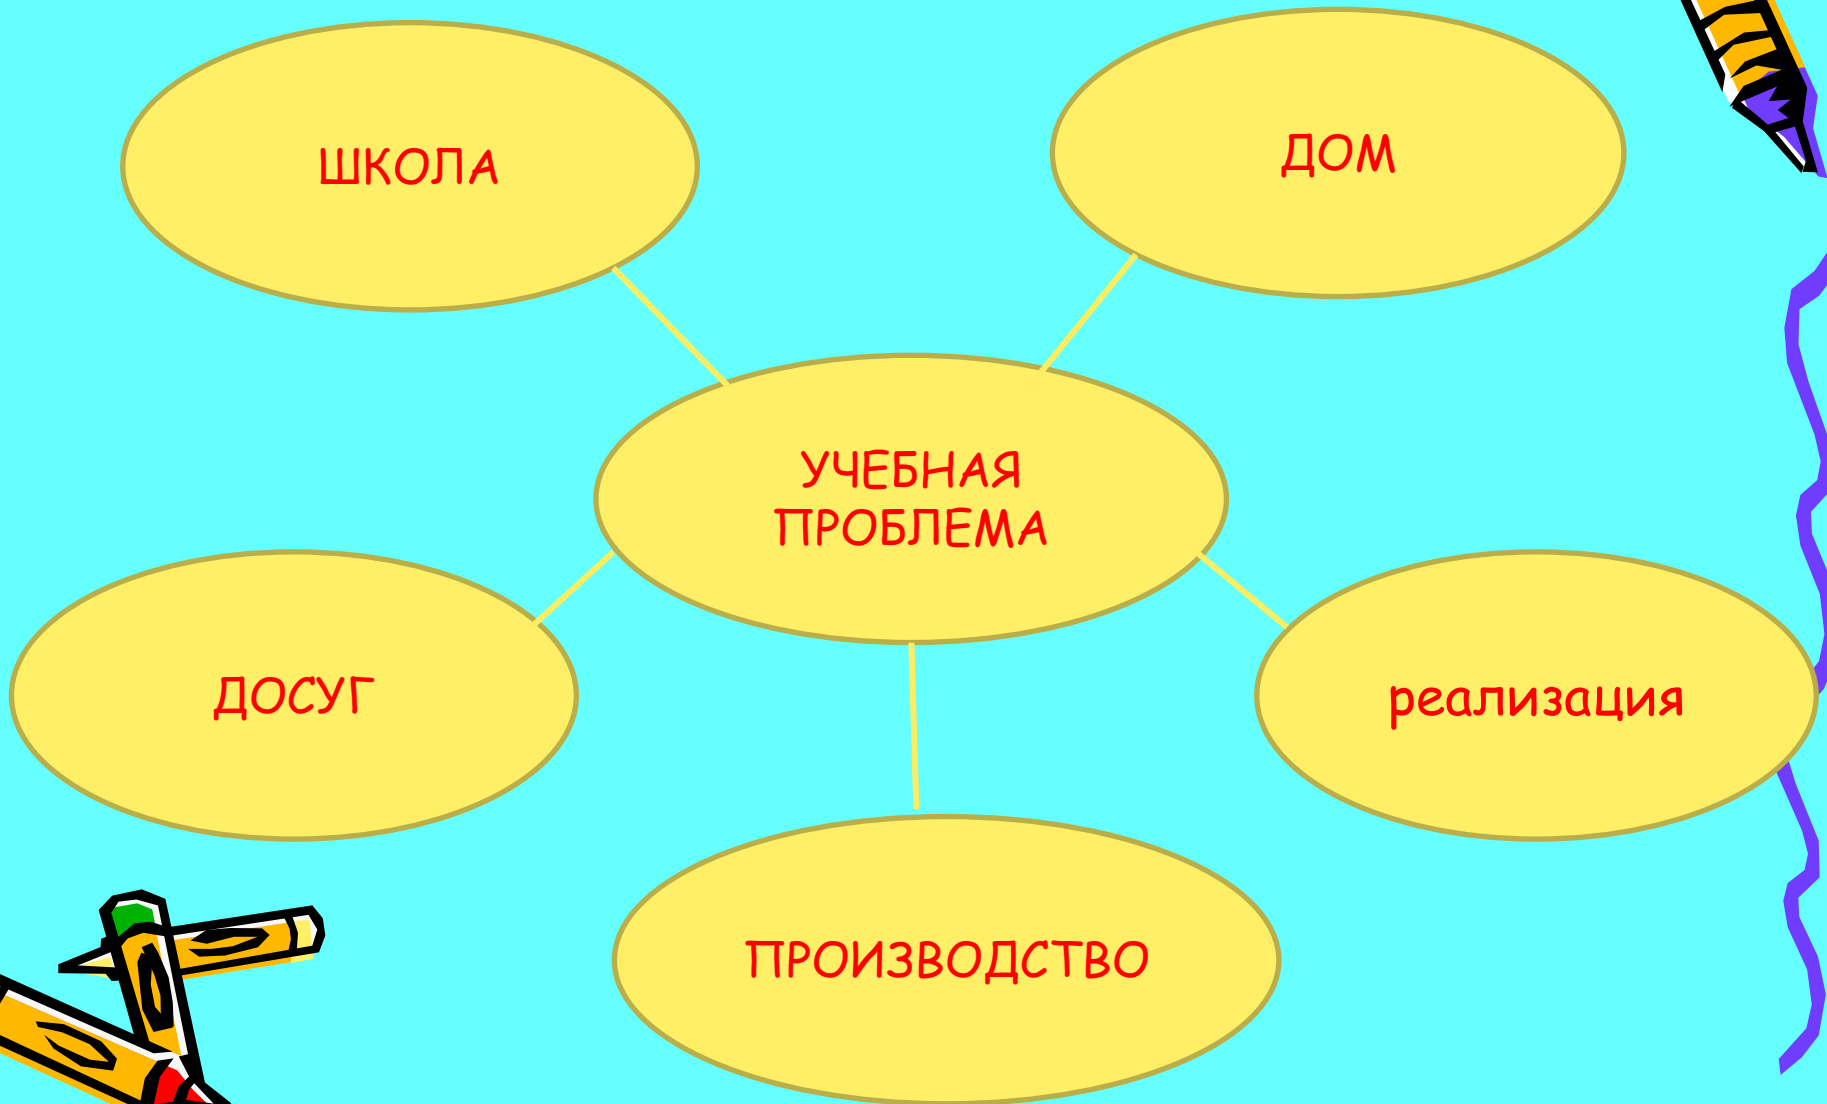 ШКОЛА
ДОМ
УЧЕБНАЯ
ПРОБЛЕМА
ДОСУГ
реализация
ПРОИЗВОДСТВО